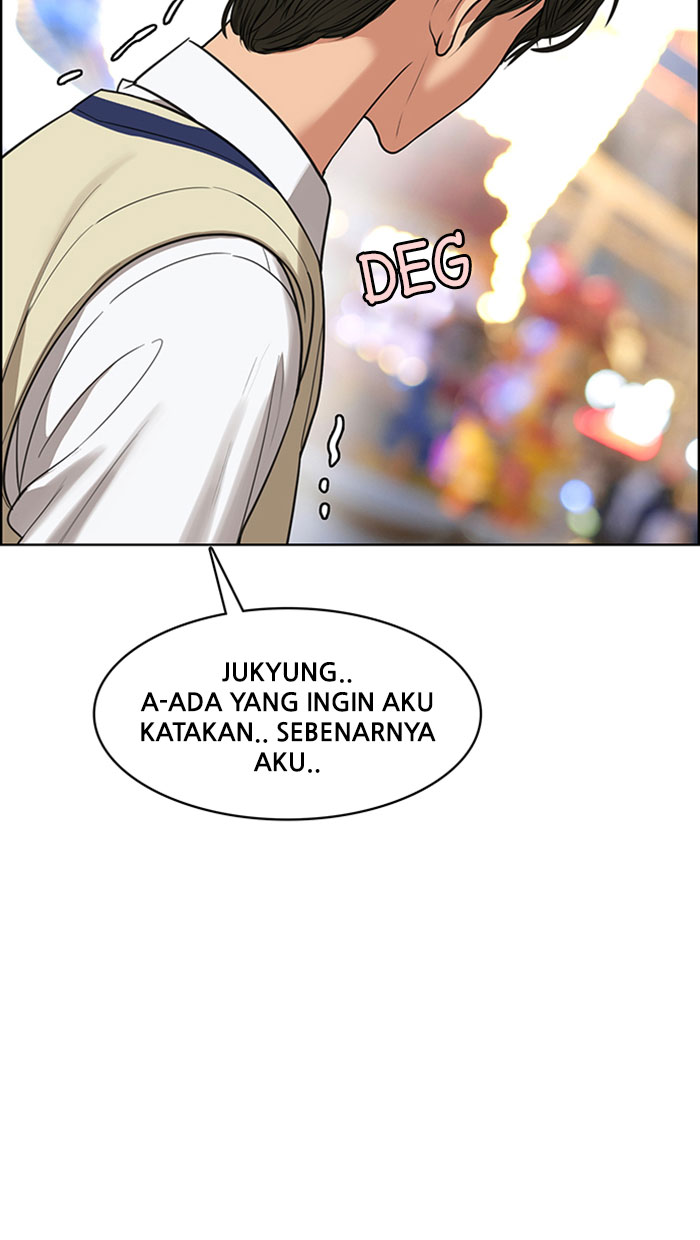 DEG
JUKYUNG..
A-ADA YANG INGIN AKU
KATAKAN.. SEBENARNYA
AKU..